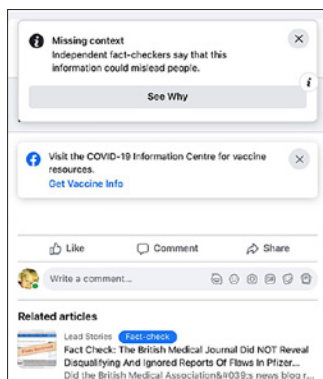 Missing context
Independent fact-checkers say that this
information could mislead people.
See Why
Visit the COVID-19 Information Centre for vaccine
resources.
Get Vaccine Info
Like Comment Share
Write a comment...
Related articles
Lead Stories Fact-check
Fact Check: The British Medical Journal Did NOT Reveal
Disqualifying And Ignored Reports Of Flaws In Pfizer...
Did the British Medical Association&#039;s news blog r...